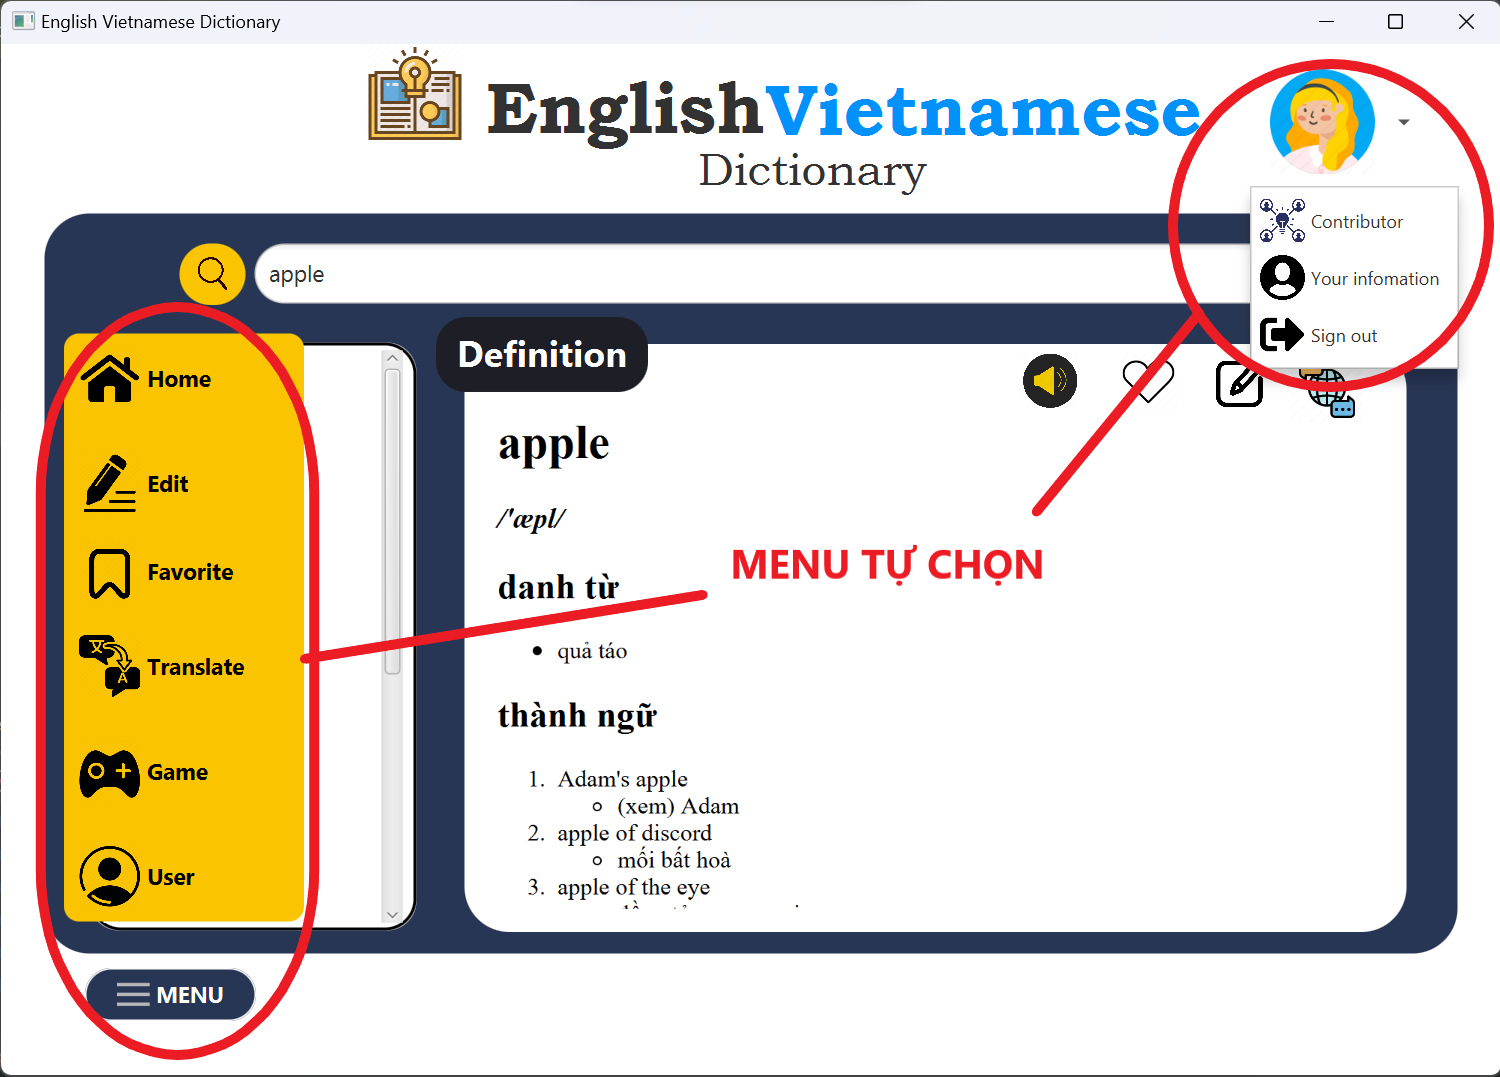 English Vietnamese Dictionary
EnglishVietnamese
Dictionary
Contributor
Your infomation
Sign out
apple
Home
Edit
Favorite
Translate
Game
User
MENU
Definition
apple
/'æpl/
danh từ
• quả táo
thành ngữ
1. Adam's apple
(xem) Adam
2. apple of discord
mối bất hoà
3. apple of the eye
MENU TỰ CHỌN